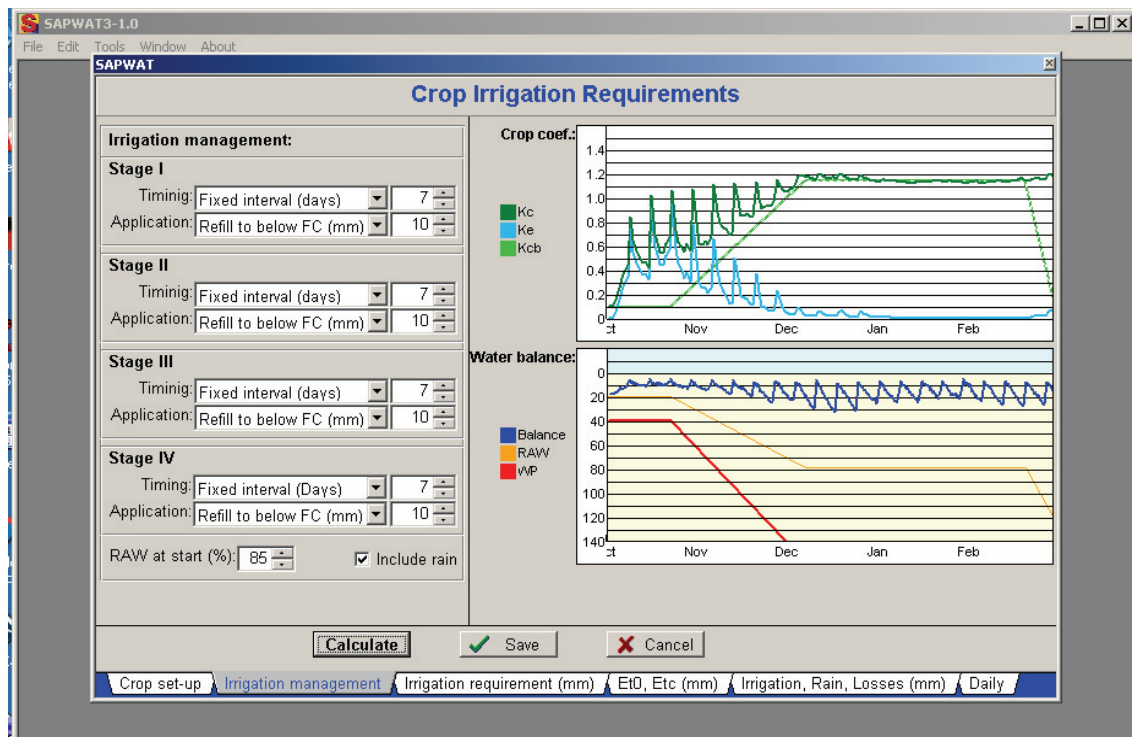 SAPWAT3-1.0
File Edit Tools Window About
SAPWAT
Crop Irrigation Requirements
Irrigation management:
Stage I
Timinig: Fixed interval (days) 7
Application: Refill to below FC (mm) 10
Stage II
Timinig: Fixed interval (days) 7
Application: Refill to below FC (mm) 10
Stage III
Timinig: Fixed interval (days) 7
Application: Refill to below FC (mm) 10
Stage IV
Timing: Fixed interval (Days) 7
Application: Refill to below FC (mm) 10
RAW at start (%): 85 Include rain
Crop coef.:
1.4
1.2
1.0
0.8
0.6
0.4
0.2
0
Kc
Ke
Kcb
ct Nov Dec Jan Feb
Water balance:
0
20
40
60
80
100
120
140
Balance
RAW
WP
ct Nov Dec Jan Feb
Calculate Save Cancel
Crop set-up Irrigation management Irrigation requirement (mm) Et0, Etc (mm) Irrigation, Rain, Losses (mm) Daily